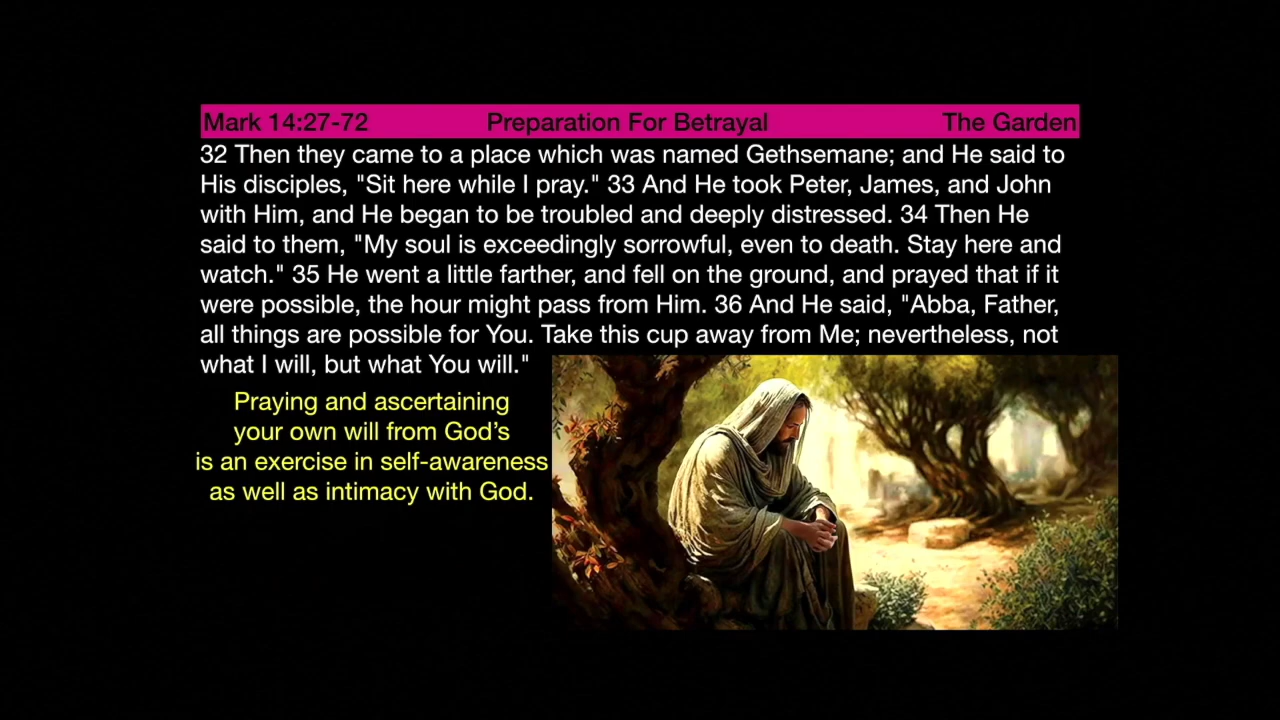 Mark 14:27-72 Preparation For Betrayal The Garden
32 Then they came to a place which was named Gethsemane; and He said to
His disciples, "Sit here while I pray." 33 And He took Peter, James, and John
with Him, and He began to be troubled and deeply distressed. 34 Then He
said to them, "My soul is exceedingly sorrowful, even to death. Stay here and
watch." 35 He went a little farther, and fell on the ground, and prayed that if it
were possible, the hour might pass from Him. 36 And He said, "Abba, Father,
all things are possible for You. Take this cup away from Me; nevertheless, not
what I will, but what You will."
Praying and ascertaining
your own will from God’s
is an exercise in self-awareness
as well as intimacy with God.